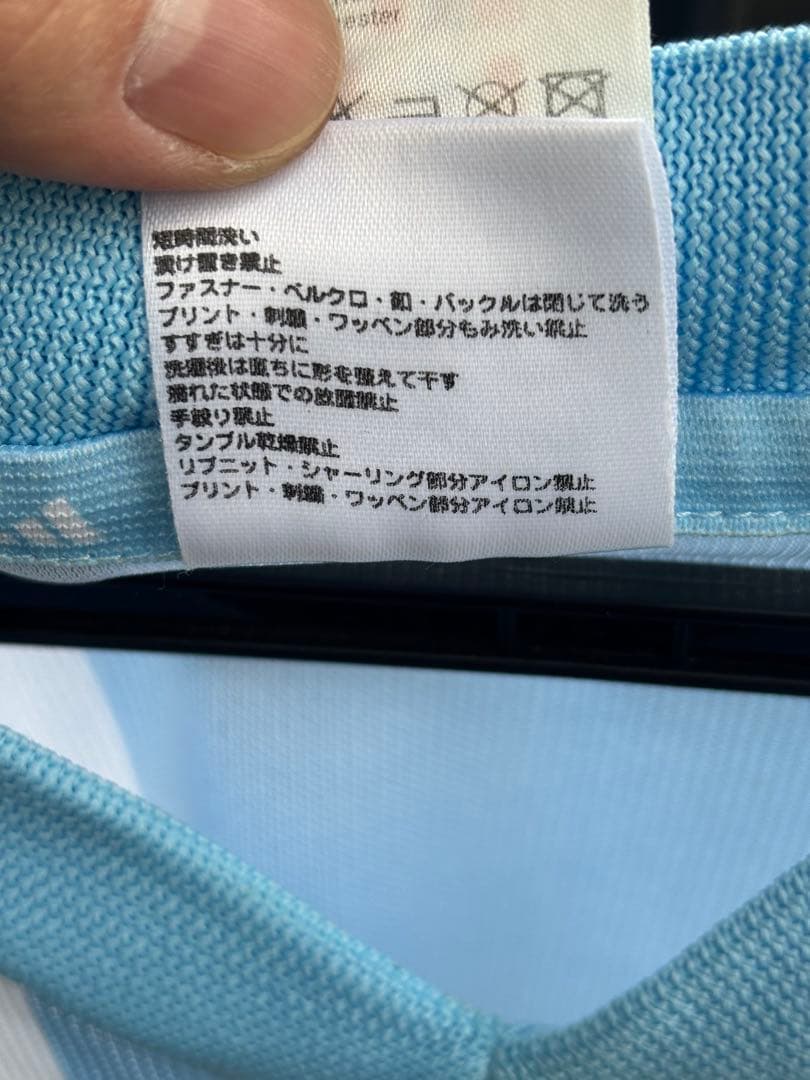 短時間洗い
漬け置き禁止
ファスナー・ベルクロ・釦・バックルは閉じて洗う
プリント・刺繍・ワッペン部分もみ洗い禁止
すすぎは十分に
洗濯後は直ちに形を整えて干す
濡れた状態での放置禁止
手絞り禁止
タンブル乾燥禁止
リブニット・シャーリング部分アイロン禁止
プリント・刺繍・ワッペン部分アイロン禁止